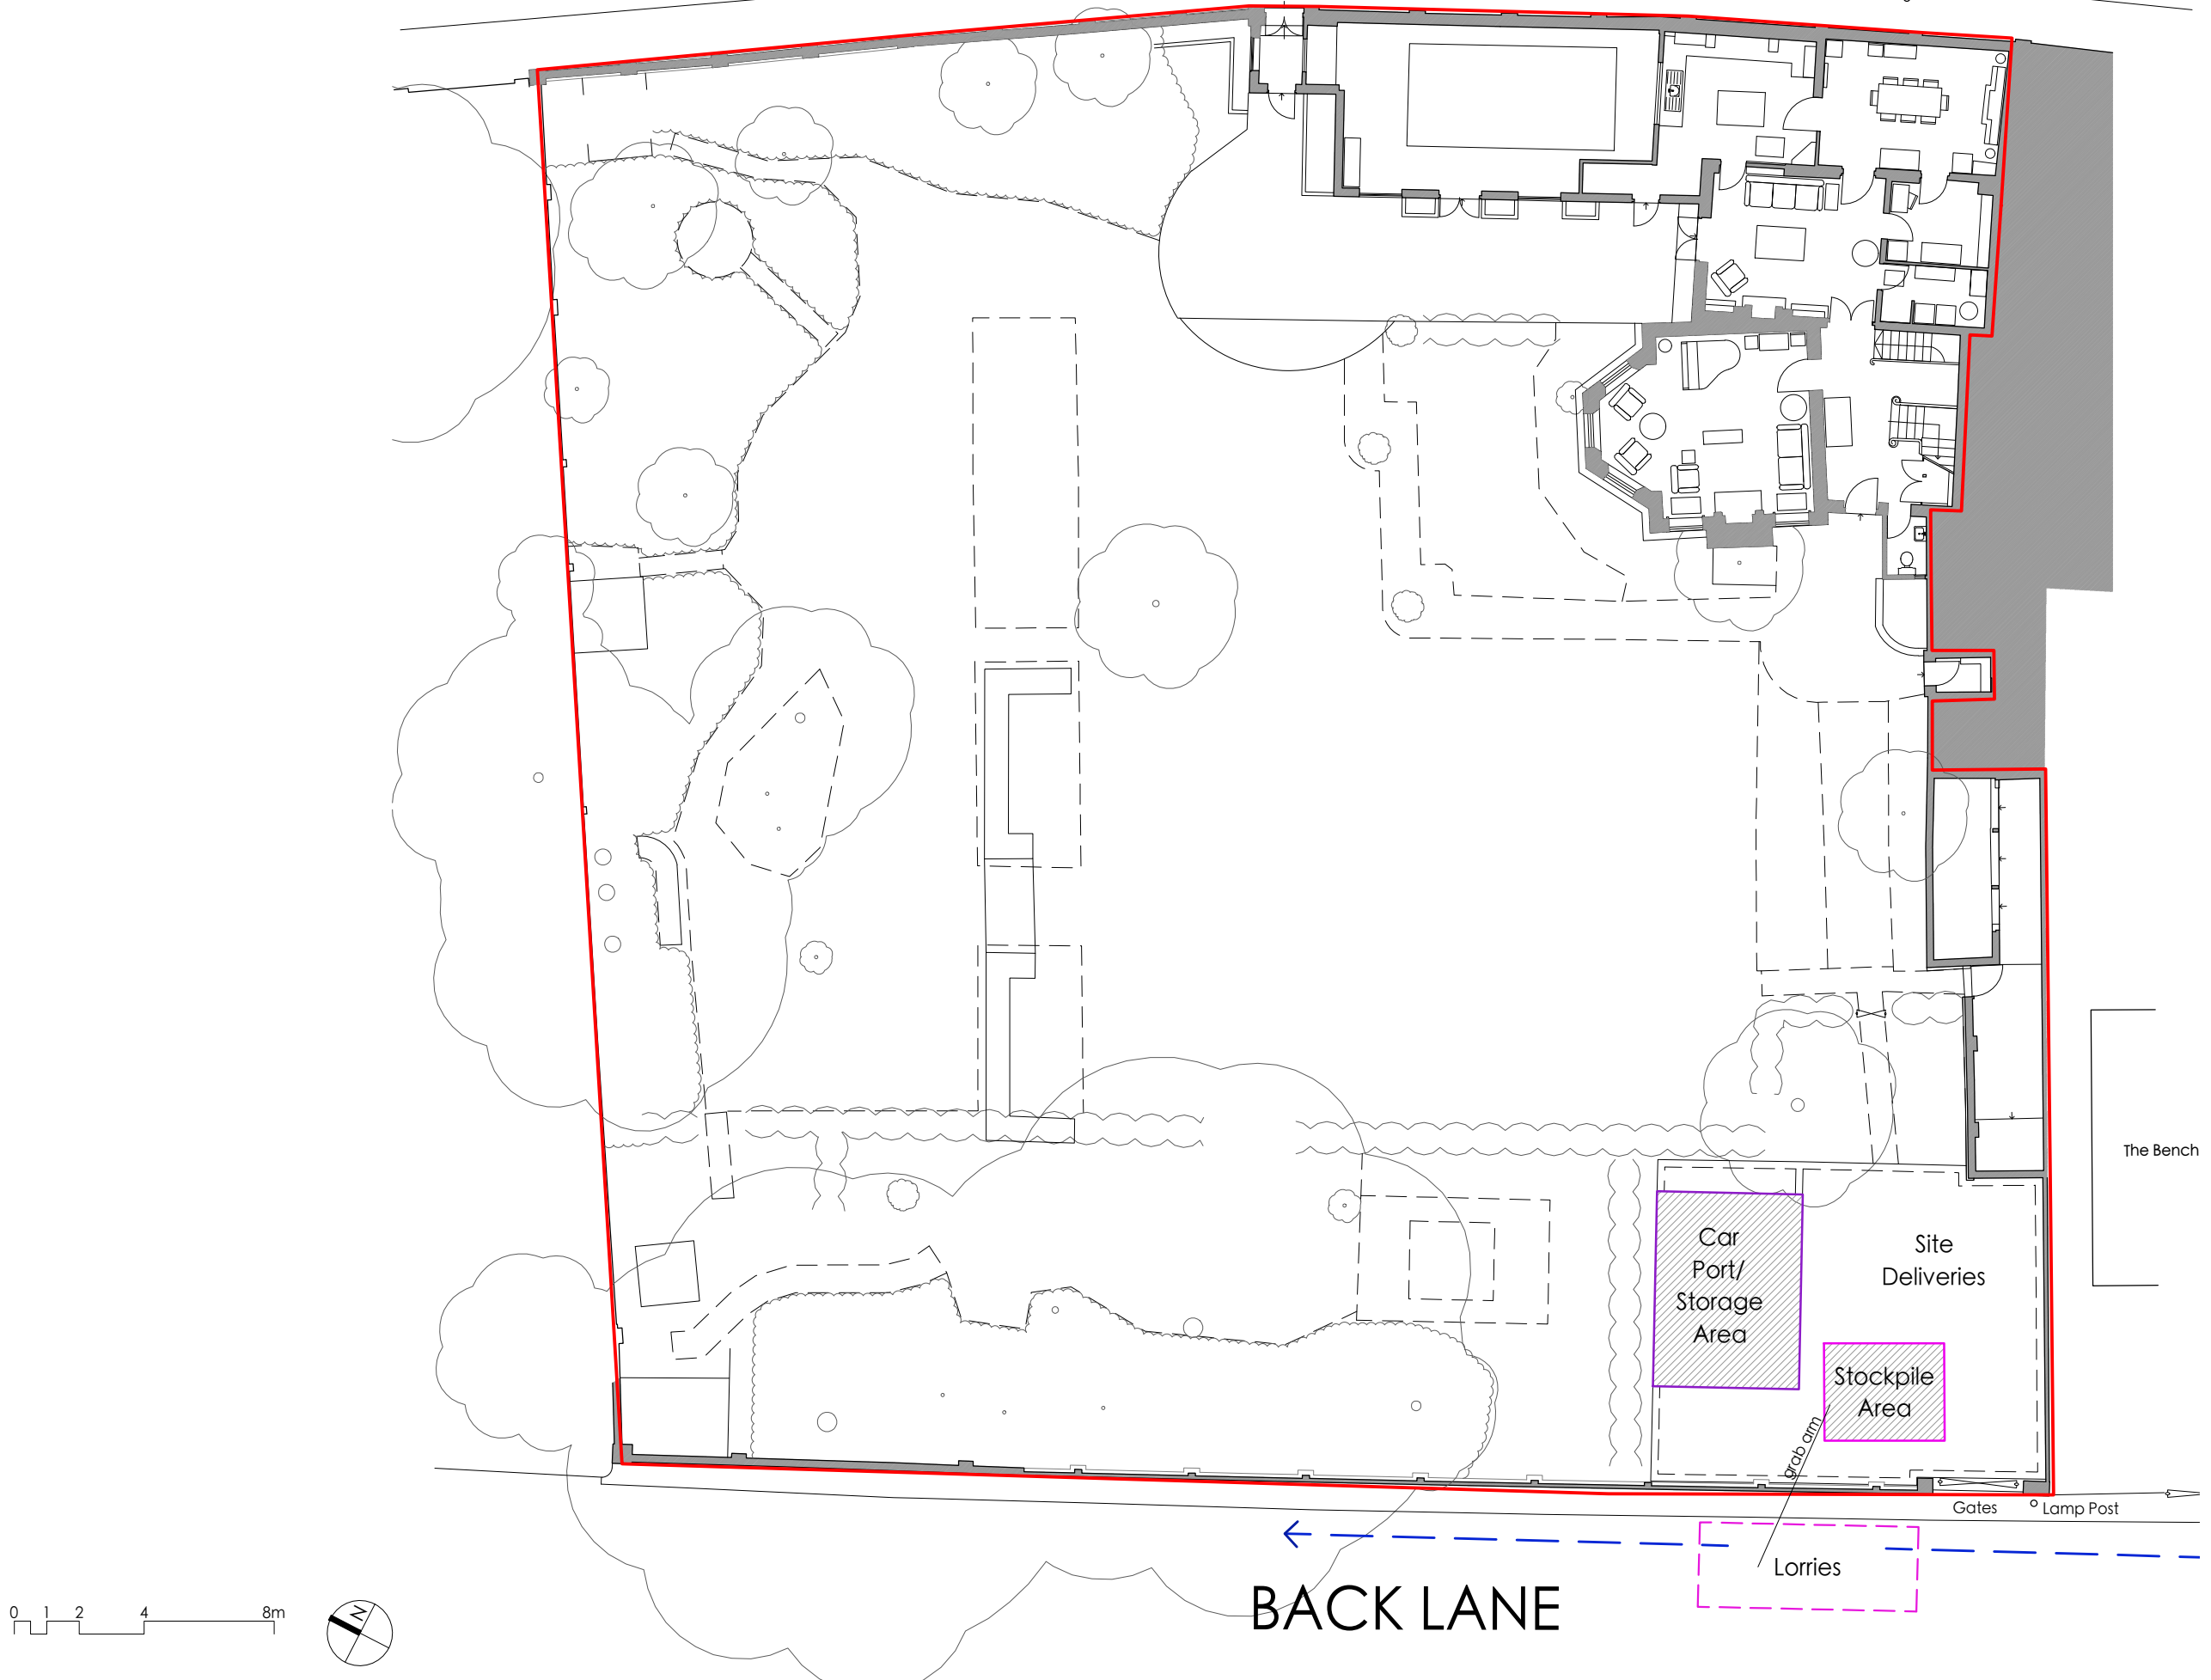 The Bench
Car
Port/
Storage
Area
Site
Deliveries
Stockpile
Area
grab arm
Gates
Lamp Post
Lorries
BACK LANE
0 1 2 4 8m
N